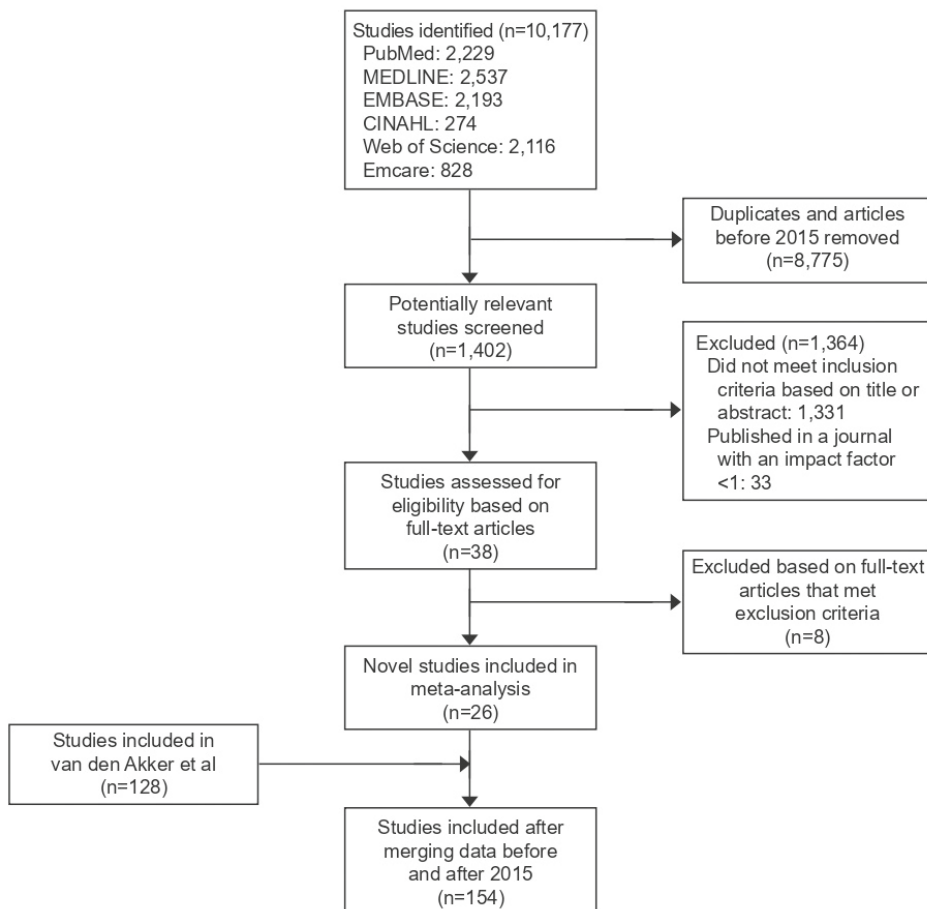 Studies identified (n=10,177)
PubMed: 2,229
MEDLINE: 2,537
EMBASE: 2,193
CINAHL: 274
Web of Science: 2,116
Emcare: 828
Duplicates and articles
before 2015 removed
(n=8,775)
Potentially relevant
studies screened
(n=1,402)
Excluded (n=1,364)
Did not meet inclusion
criteria based on title or
abstract: 1,331
Published in a journal
with an impact factor
<1: 33
Studies assessed for
eligibility based on
full-text articles
(n=38)
Excluded based on full-text
articles that met
exclusion criteria
(n=8)
Novel studies included in
meta-analysis
(n=26)
Studies included in
van den Akker et al
(n=128)
Studies included after
merging data before
and after 2015
(n=154)